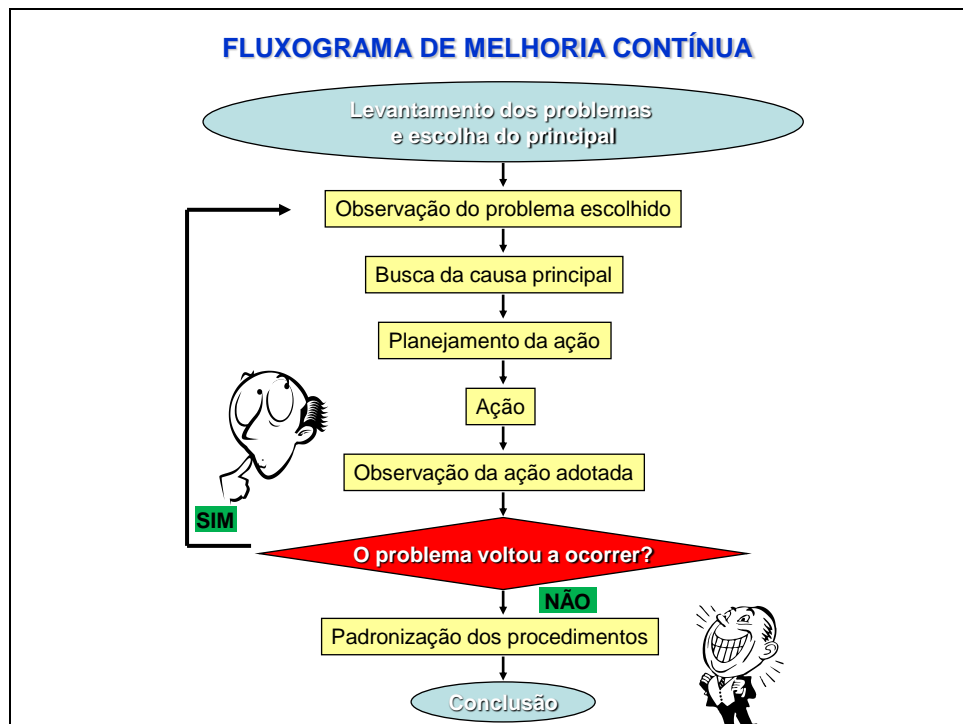 FLUXOGRAMA DE MELHORIA CONTÍNUA
Levantamento dos problemas
e escolha do principal
Observação do problema escolhido
Busca da causa principal
Planejamento da ação
Ação
Observação da ação adotada
SIM
O problema voltou a ocorrer?
NÃO
Padronização dos procedimentos
Conclusão